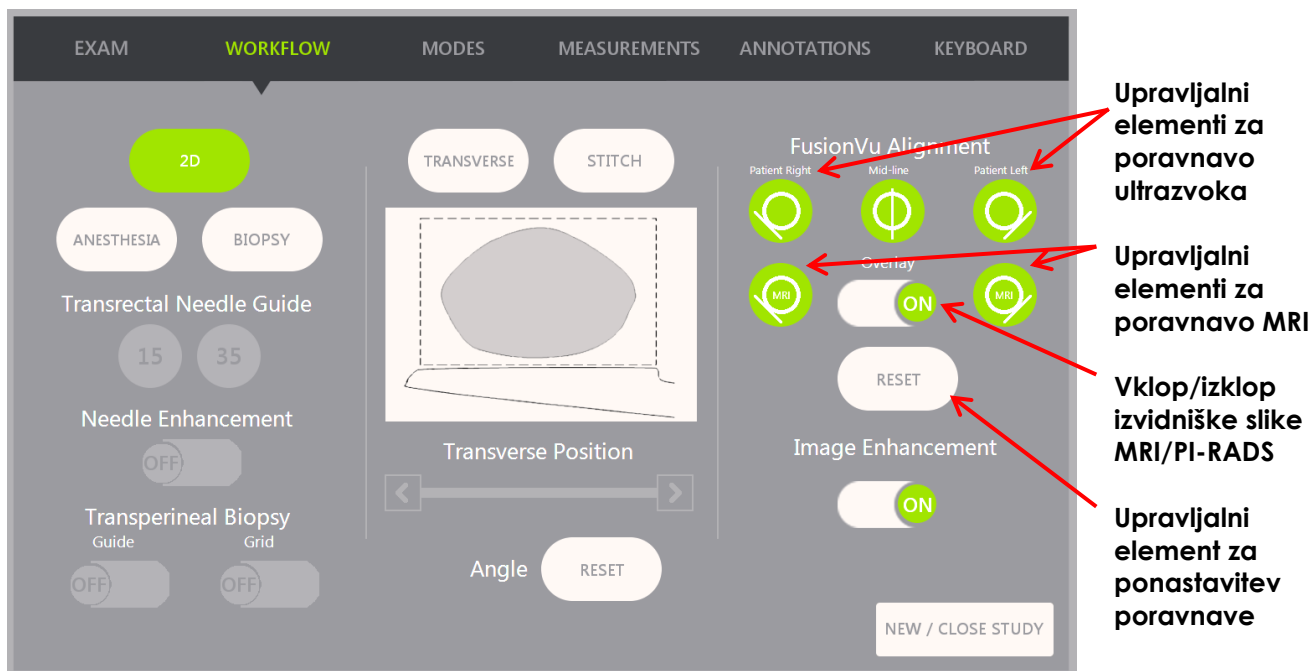 EXAM
WORKFLOW
MODES
MEASUREMENTS
ANNOTATIONS
KEYBOARD
2D
ANESTHESIA
BIOPSY
Transrectal Needle Guide
15
35
Needle Enhancement
OFF
Transperineal Biopsy
Guide
Grid
OFF
OFF
TRANSVERSE
STITCH
Transverse Position
Angle
RESET
FusionVu Alignment
Patient Right
Mid-line
Patient Left
Overlay
MRI
ON
MRI
RESET
Image Enhancement
ON
NEW / CLOSE STUDY
Upravljalni
elementi za
poravnavo
ultrazvoka
Upravljalni
elementi za
poravnavo MRI
Vklop/izklop
izvidniške slike
MRI/PI-RADS
Upravljalni
element za
ponastavitev
poravnave